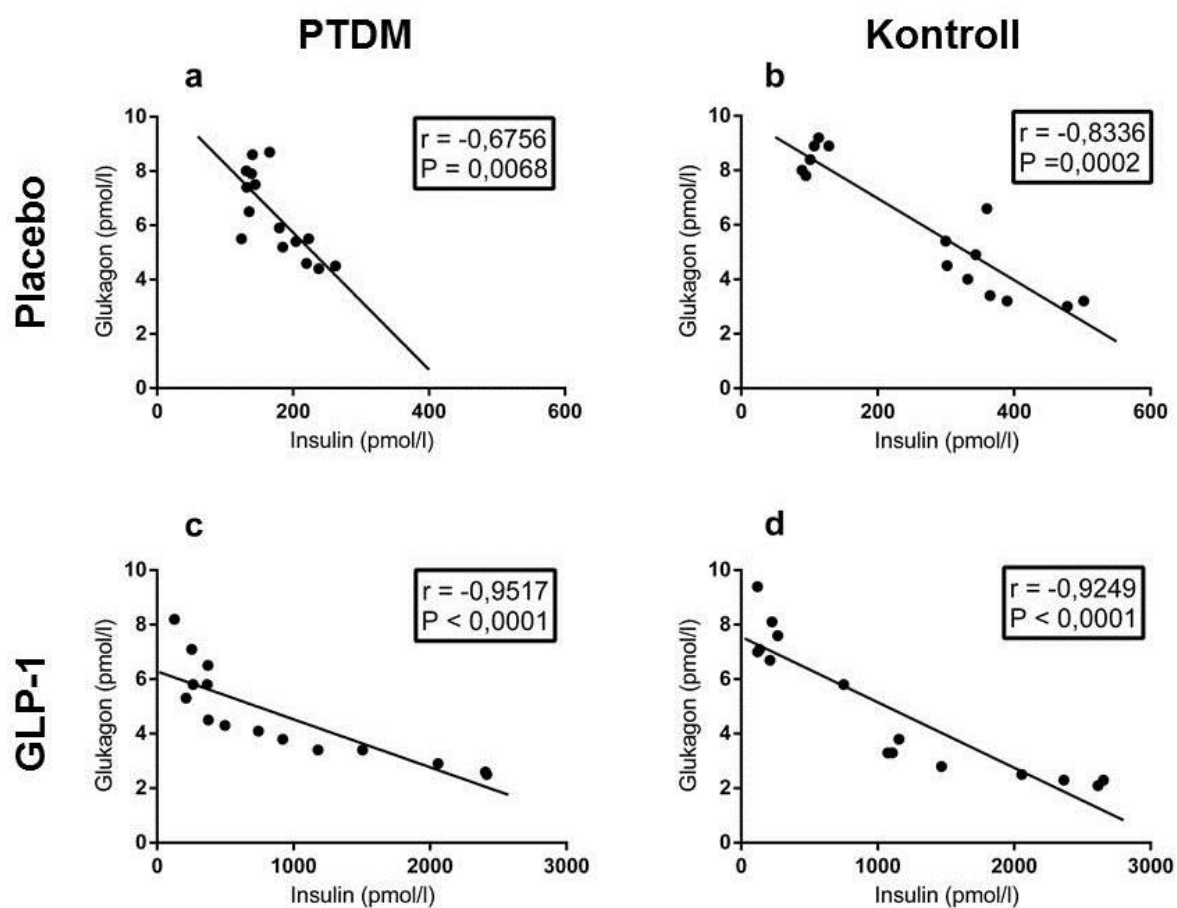 PTDM
Kontroll
Placebo
a
r = -0,6756
P = 0,0068
Glukagon (pmol/l)
10
8
6
4
2
0
0 200 400 600
Insulin (pmol/l)
b
r = -0,8336
P =0,0002
Glukagon (pmol/l)
10
8
6
4
2
0
0 200 400 600
Insulin (pmol/l)
GLP-1
c
r = -0,9517
P < 0,0001
Glukagon (pmol/l)
10
8
6
4
2
0
0 1000 2000 3000
Insulin (pmol/l)
d
r = -0,9249
P < 0,0001
Glukagon (pmol/l)
10
8
6
4
2
0
0 1000 2000 3000
Insulin (pmol/l)